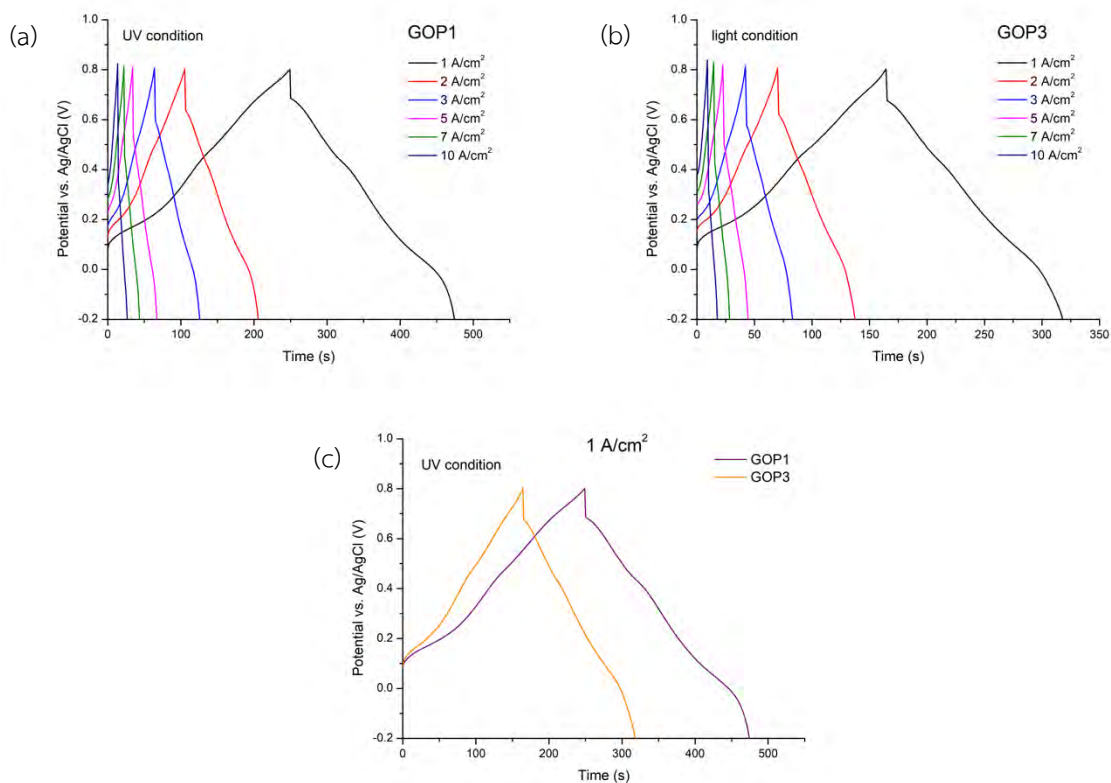 (a)
UV condition
GOP1
1 A/cm²
2 A/cm²
3 A/cm²
5 A/cm²
7 A/cm²
10 A/cm²
Potential vs. Ag/AgCl (V)
1.0
0.8
0.6
0.4
0.2
0.0
-0.2
0
100
200
300
400
500
Time (s)
(b)
light condition
GOP3
1 A/cm²
2 A/cm²
3 A/cm²
5 A/cm²
7 A/cm²
10 A/cm²
Potential vs. Ag/AgCl (V)
1.0
0.8
0.6
0.4
0.2
0.0
-0.2
0
50
100
150
200
250
300
350
Time (s)
(c)
UV condition
1 A/cm²
GOP1
GOP3
Potential vs. Ag/AgCl (V)
1.0
0.8
0.6
0.4
0.2
0.0
-0.2
0
100
200
300
400
500
Time (s)